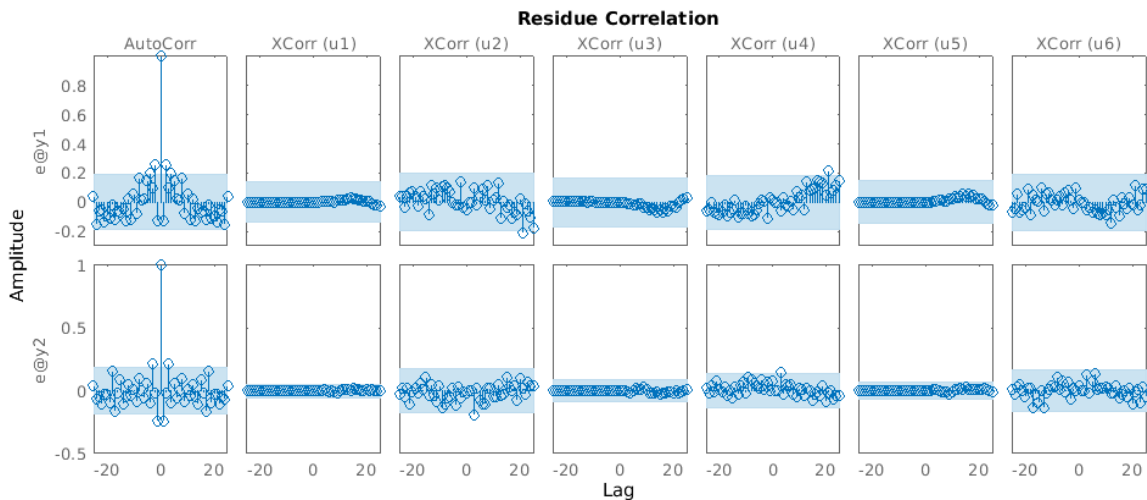 Residue Correlation
AutoCorr XCorr (u1) XCorr (u2) XCorr (u3) XCorr (u4) XCorr (u5) XCorr (u6)
Amplitude
e@y1
0.8
0.6
0.4
0.2
0
-0.2
e@y2
1
0.5
0
-0.5
-20 0 20 -20 0 20 -20 0 20 -20 0 20 -20 0 20 -20 0 20 -20 0 20
Lag